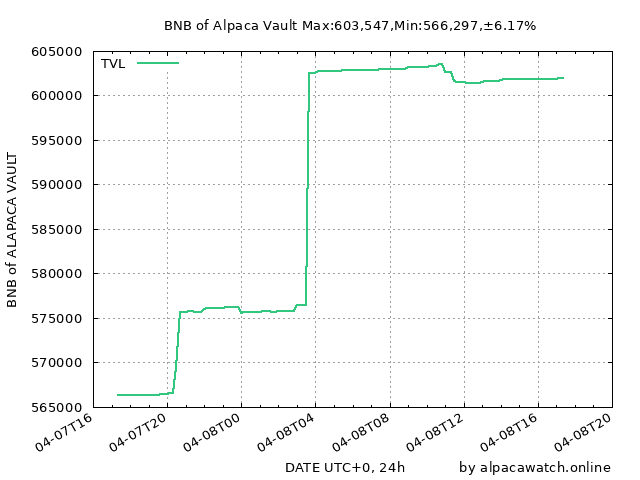 BNB of Alpaca Vault Max:603,547,Min:566,297,±6.17%
TVL
605000
600000
595000
590000
585000
580000
575000
570000
565000
BNB of ALAPACA VAULT
04-07T16
04-07T20
04-08T00
04-08T04
04-08T08
04-08T12
04-08T16
04-08T20
DATE UTC+0, 24h
by alpacawatch.online